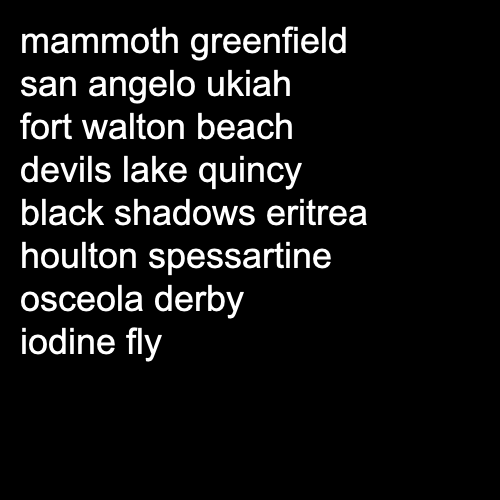 mammoth greenfield
san angelo ukiah
fort walton beach
devils lake quincy
black shadows eritrea
houlton spessartine
osceola derby
iodine fly